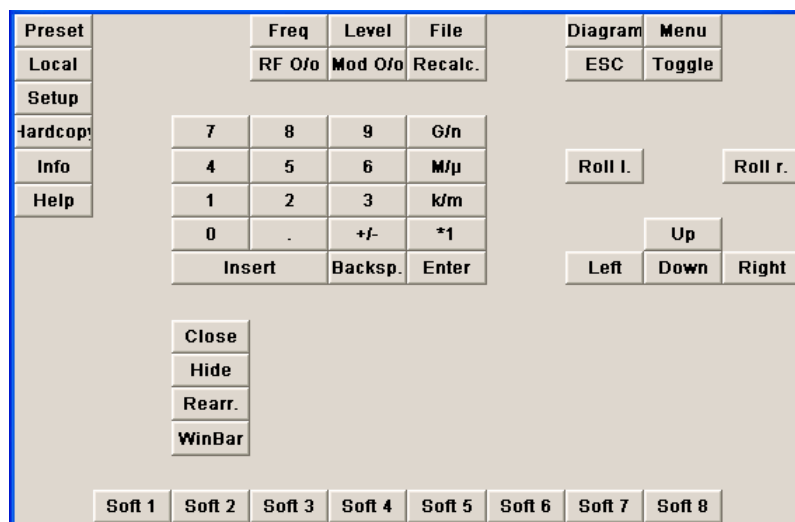 Preset Freq Level File Diagram Menu
Local RF O/o Mod O/o Recalc. ESC Toggle
Setup
Hardcopy 7 8 9 G/n
Info 4 5 6 M/µ Roll l. Roll r.
Help 1 2 3 k/m
0 . +/- *1 Up
Insert Backsp. Enter Left Down Right
Close
Hide
Rearr.
WinBar
Soft 1 Soft 2 Soft 3 Soft 4 Soft 5 Soft 6 Soft 7 Soft 8